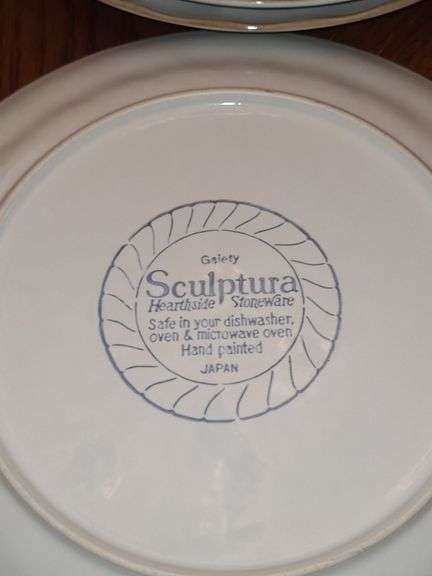 Gaiety
Sculptura
Hearthside Stoneware
Safe in your dishwasher,
oven & microwave oven
Hand painted
JAPAN